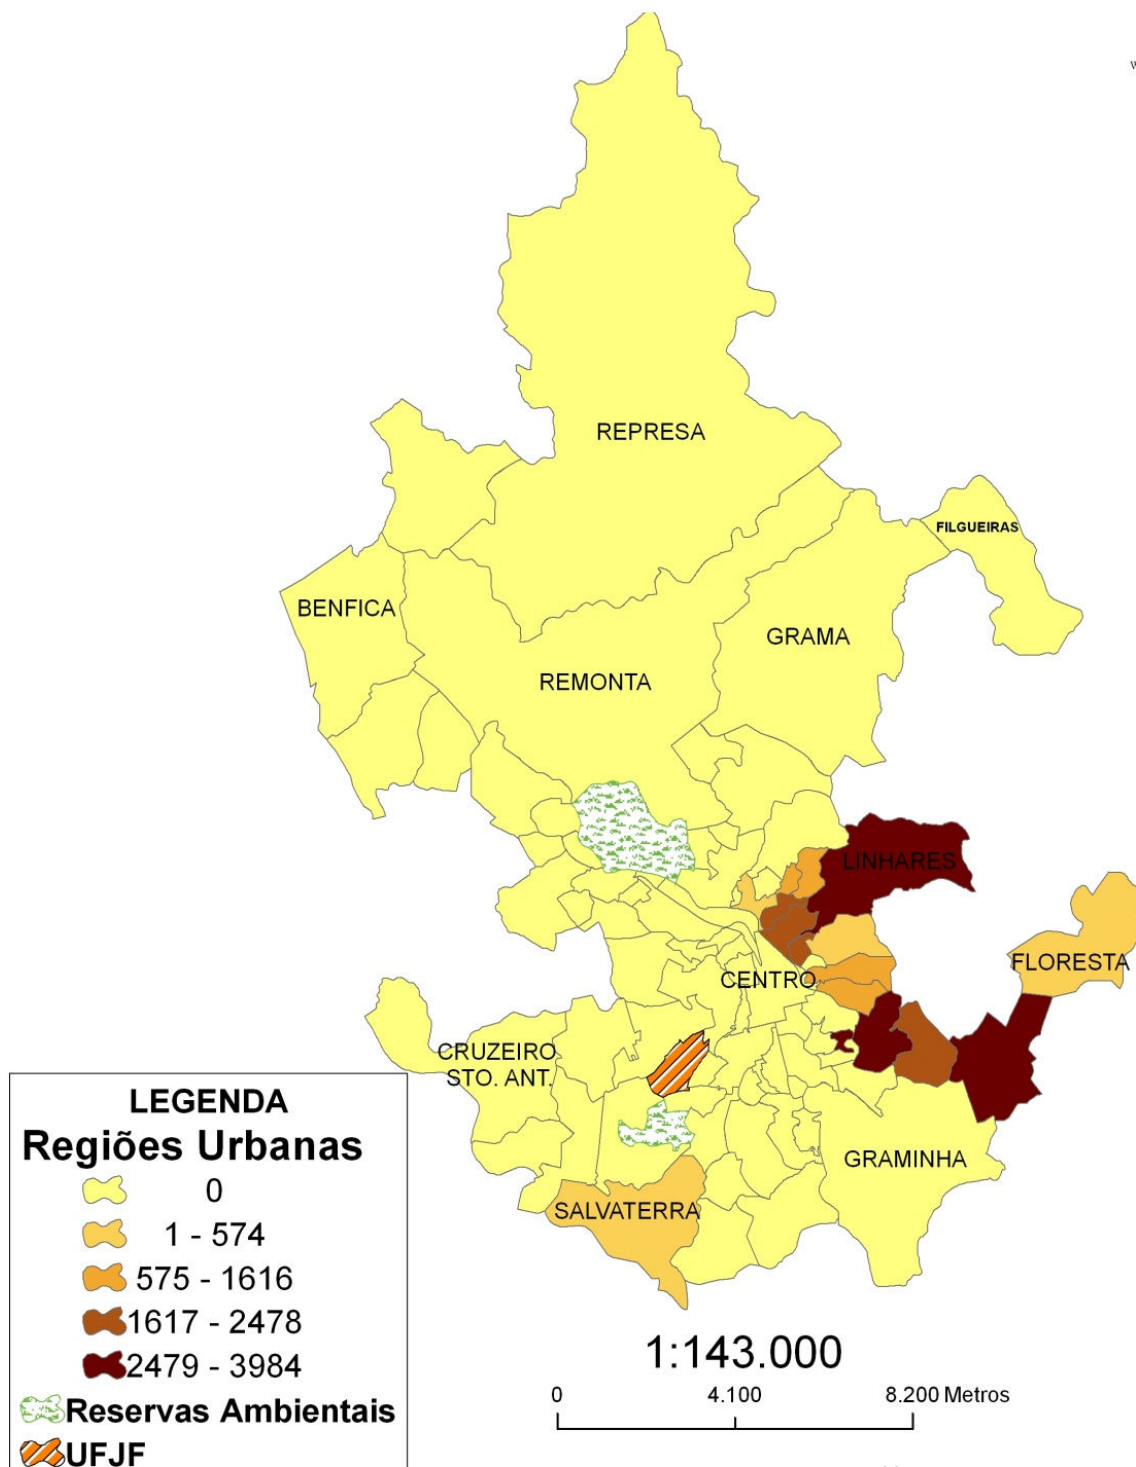 REPRESA
FILGUEIRAS
BENFICA
GRAMA
REMONTA
LINHARES
FLORESTA
CENTRO
CRUZEIRO
STO. ANT.
GRAMINHA
SALVATERRA
LEGENDA
Regiões Urbanas
0
1 - 574
575 - 1616
1617 - 2478
2479 - 3984
Reservas Ambientais
UFJF
1:143.000
0 4.100 8.200 Metros